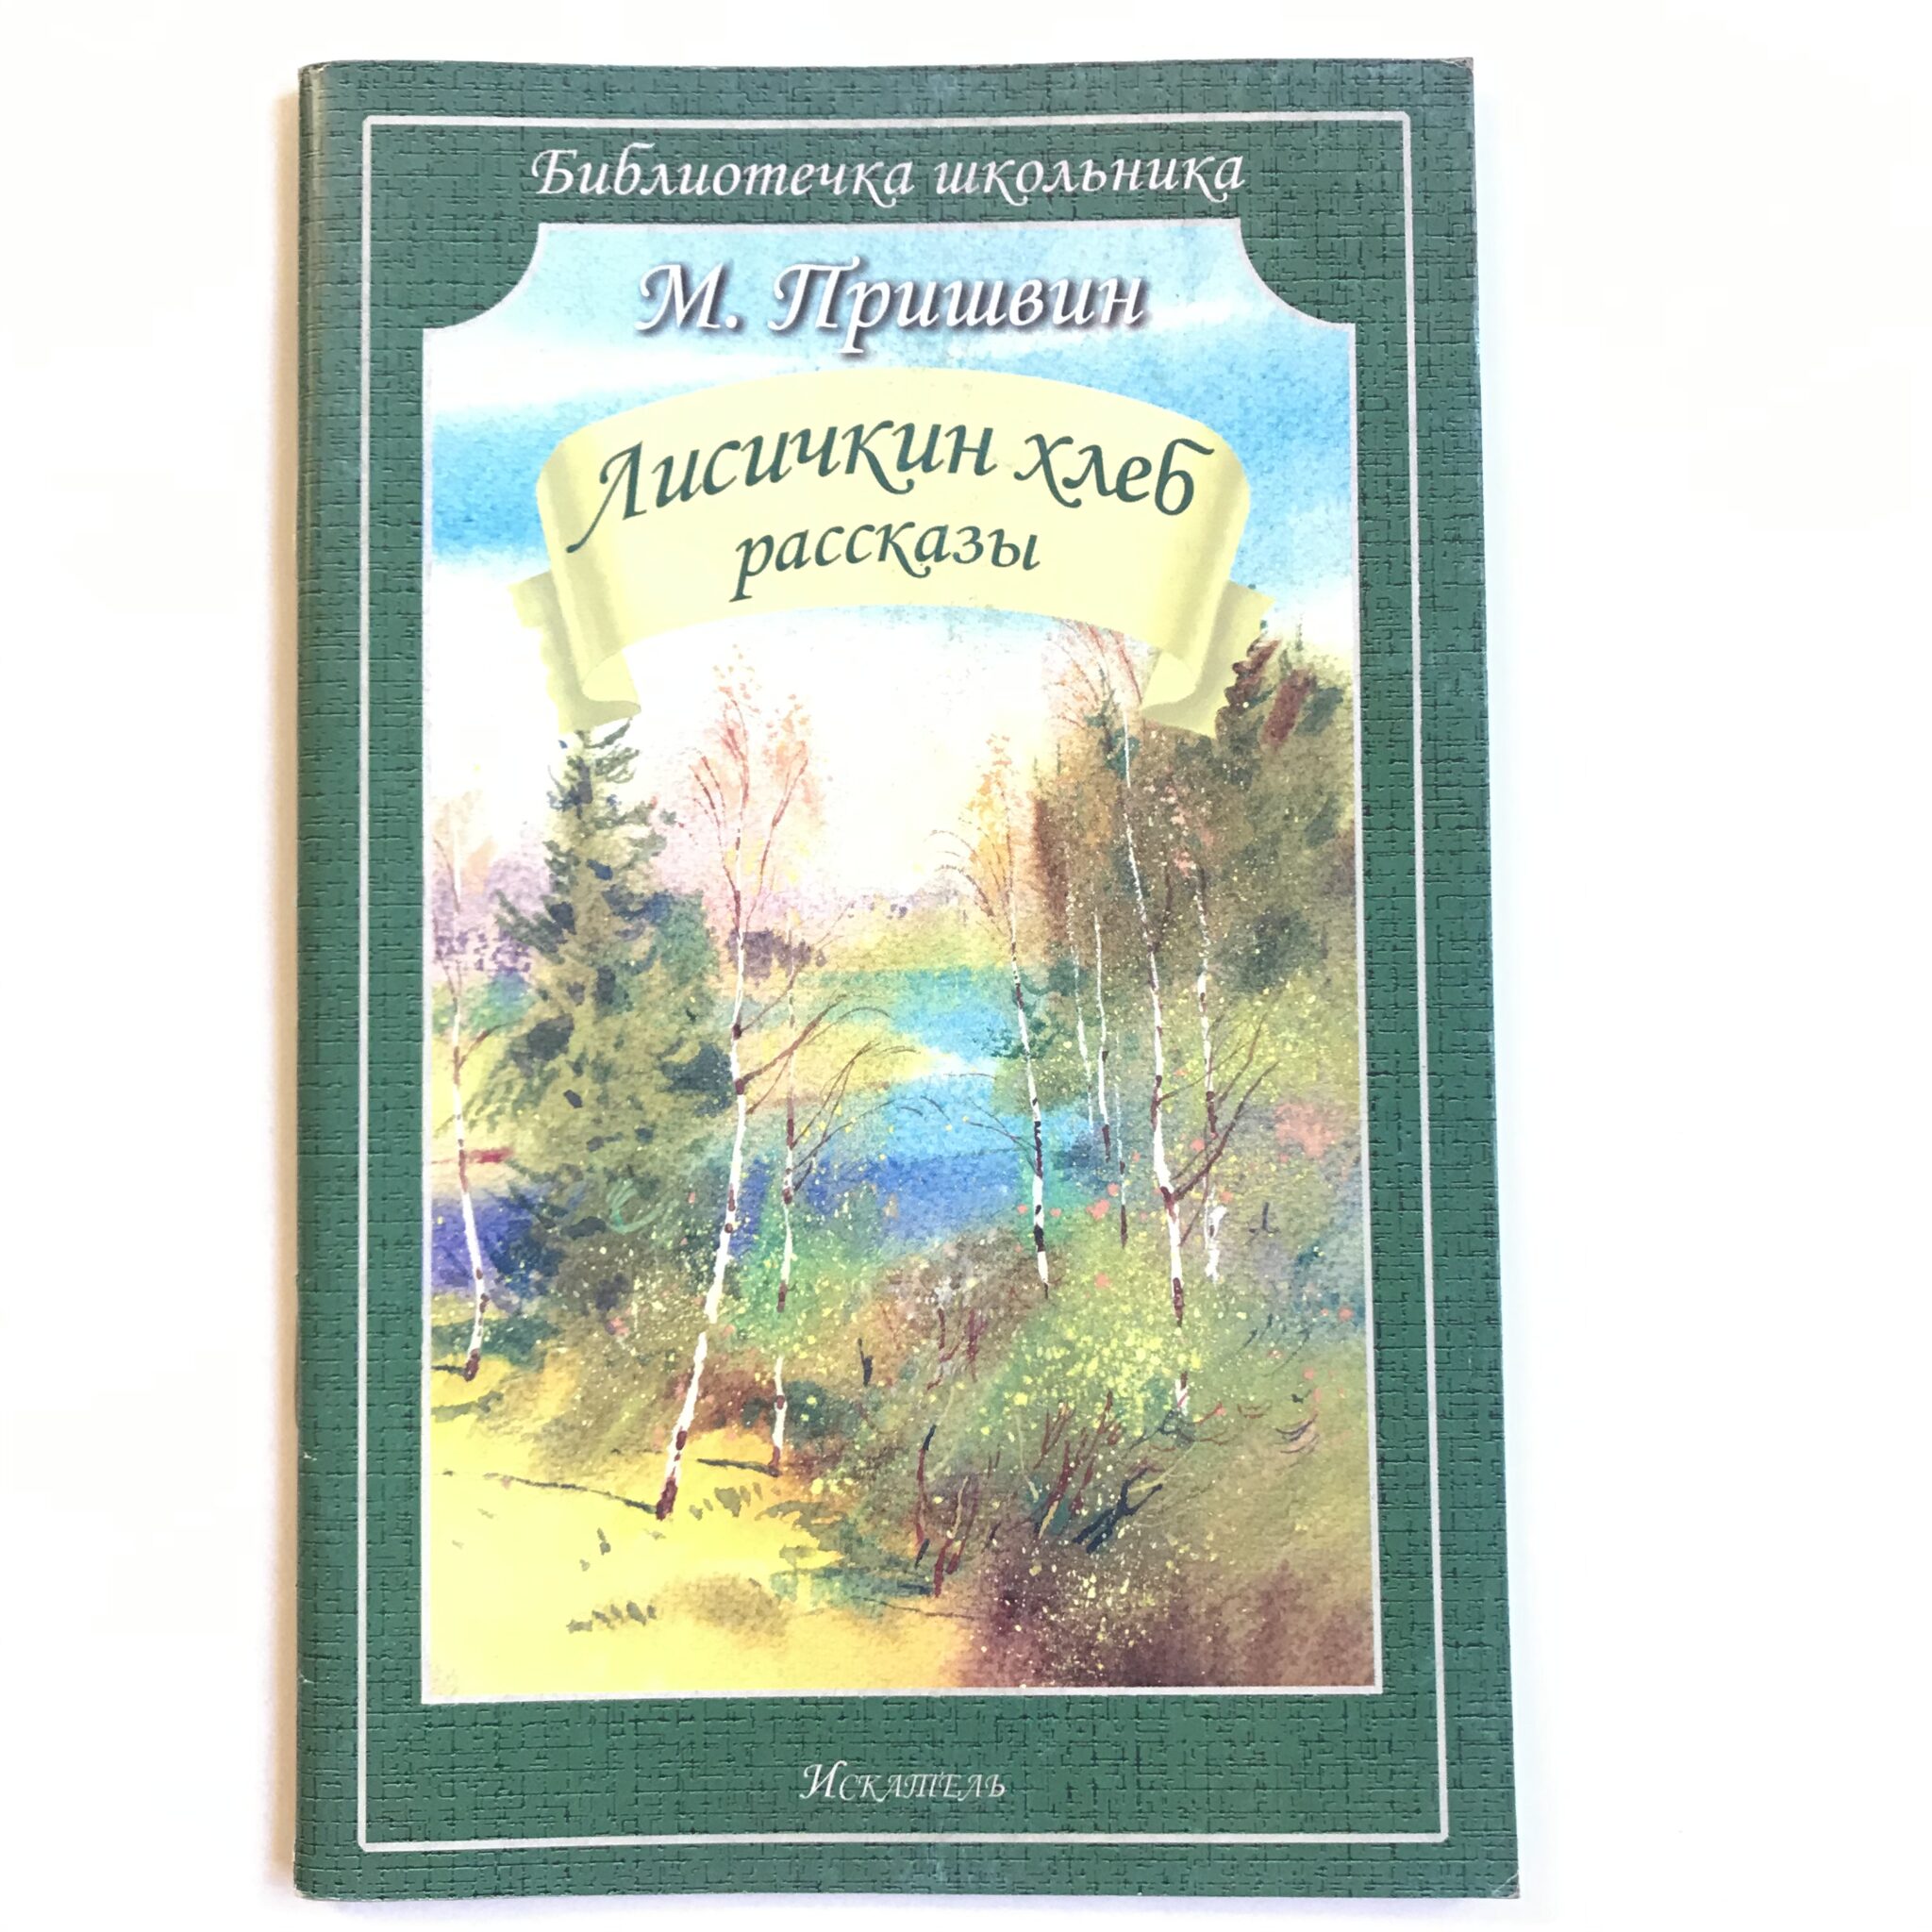 Библиотечка школьника
М. Пришвин
Лисичкин хлеб
рассказы
Искатель